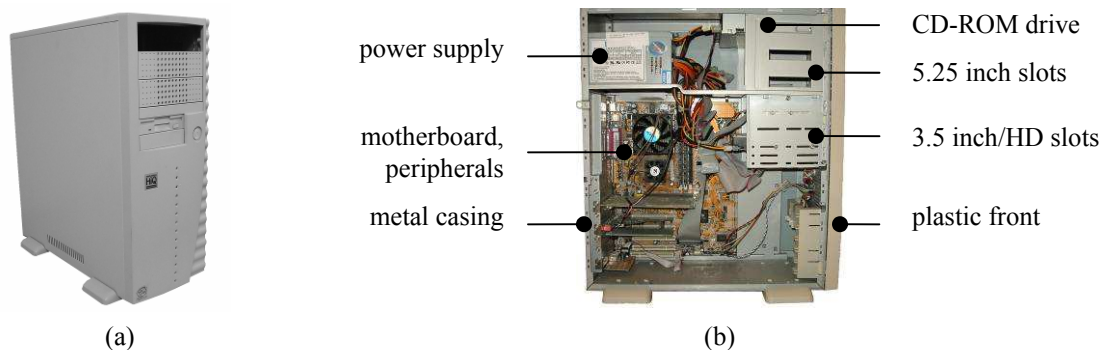 power supply
motherboard,
peripherals
metal casing
CD-ROM drive
5.25 inch slots
3.5 inch/HD slots
plastic front
HiQ
(a)
(b)